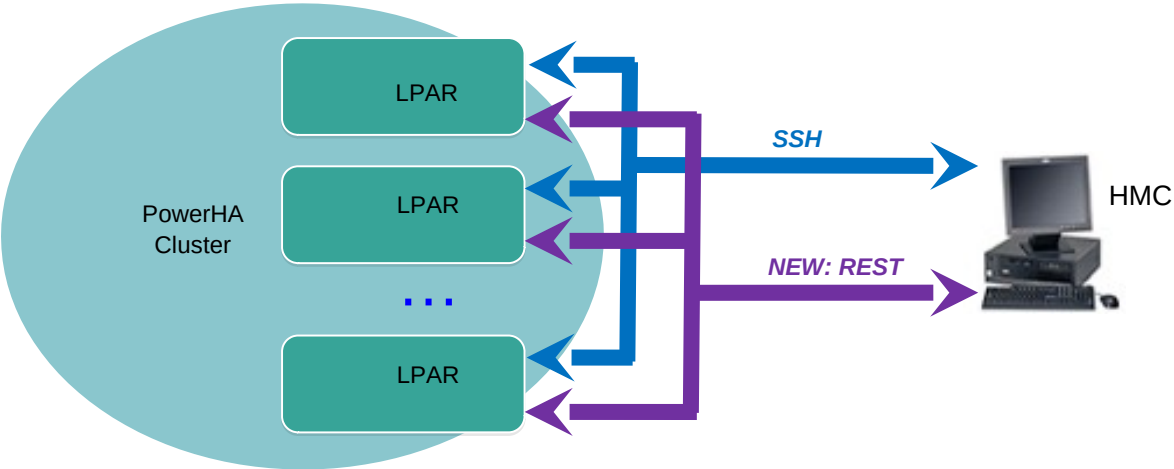 LPAR
SSH
HMC
LPAR
PowerHA
Cluster
NEW: REST
...
LPAR